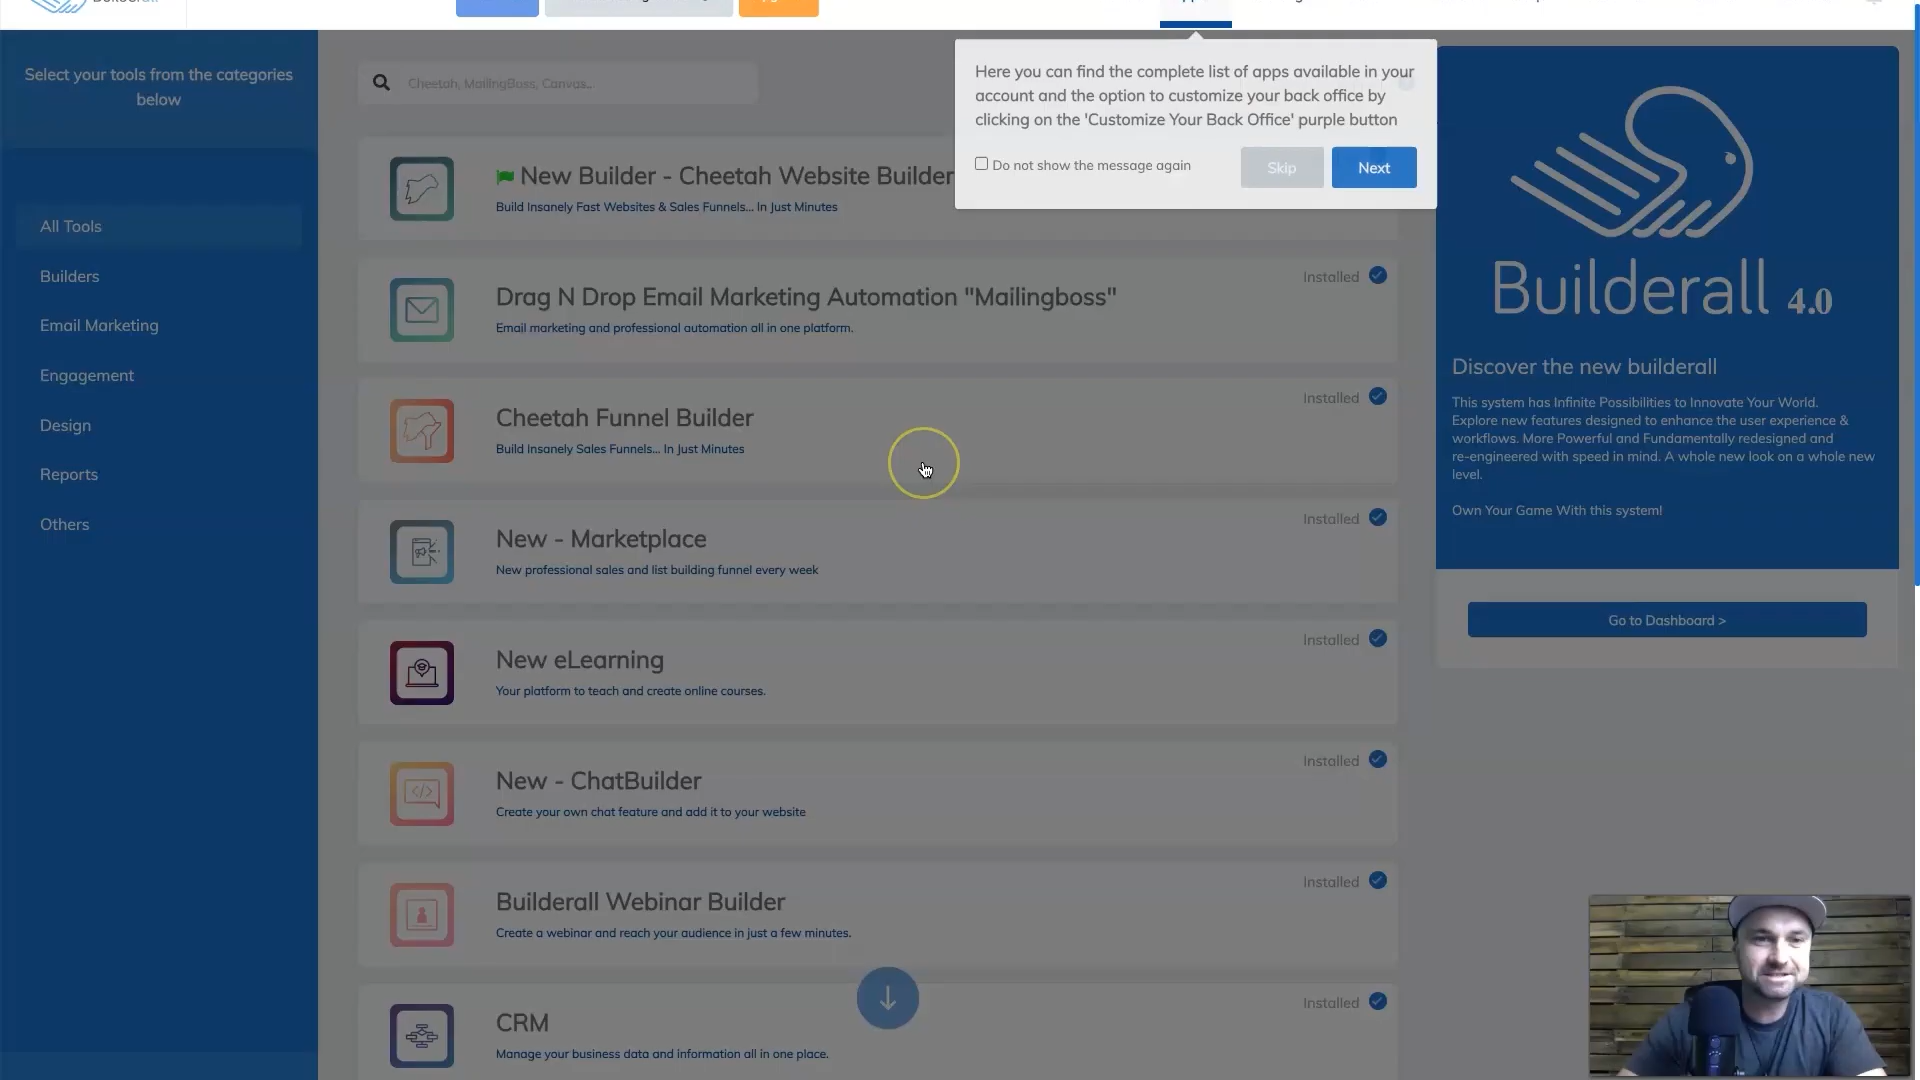 Select your tools from the categories
below
All Tools
Builders
Email Marketing
Engagement
Design
Reports
Others
Cheetah, MailingBoss, Canvas...
Here you can find the complete list of apps available in your
account and the option to customize your back office by
clicking on the 'Customize Your Back Office' purple button
Do not show the message again
Skip
Next
New Builder - Cheetah Website Builder
Build Insanely Fast Websites & Sales Funnels... In Just Minutes
Installed
Drag N Drop Email Marketing Automation "Mailingboss"
Email marketing and professional automation all in one platform.
Installed
Cheetah Funnel Builder
Build Insanely Sales Funnels... In Just Minutes
Installed
New - Marketplace
New professional sales and list building funnel every week
Installed
New eLearning
Your platform to teach and create online courses.
Installed
New - ChatBuilder
Create your own chat feature and add it to your website
Installed
Builderall Webinar Builder
Create a webinar and reach your audience in just a few minutes.
Installed
CRM
Manage your business data and information all in one place.
Builderall 4.0
Discover the new builderall
This system has Infinite Possibilities to Innovate Your World.
Explore new features designed to enhance the user experience &
workflows. More Powerful and Fundamentally redesigned and
re-engineered with speed in mind. A whole new look on a whole new
level.
Own Your Game With this system!
Go to Dashboard >